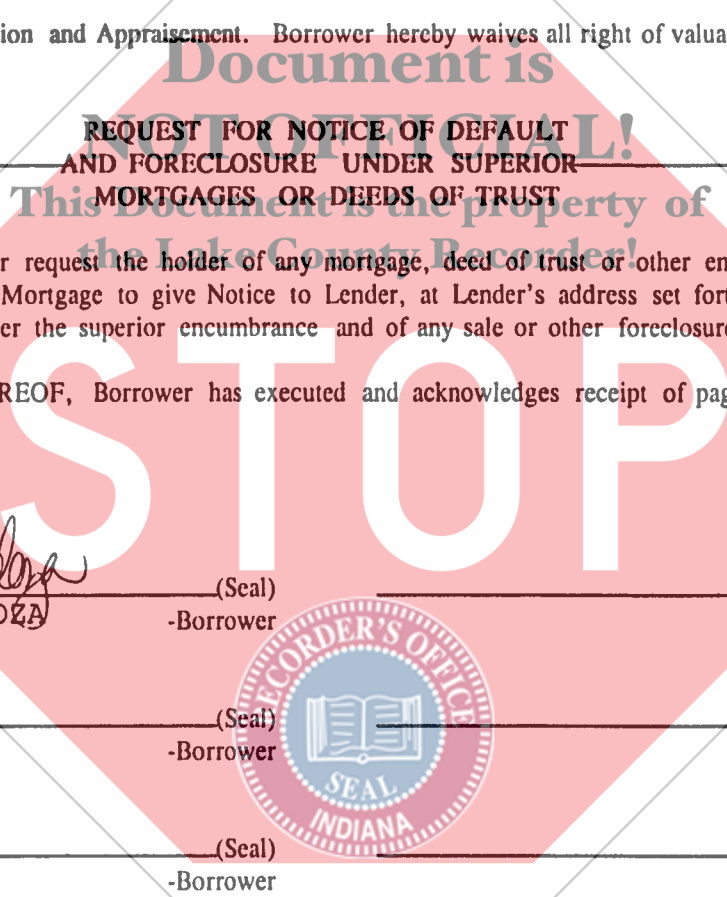 ion and Appraisement. Borrower hereby waives all right of valua
Document is
NOT OFFICIAL!
REQUEST FOR NOTICE OF DEFAULT
AND FORECLOSURE UNDER SUPERIOR
MORTGAGES OR DEEDS OF TRUST
This Document is the property of
the Lake County Recorder!
r request the holder of any mortgage, deed of trust or other en
Mortgage to give Notice to Lender, at Lender's address set fort
er the superior encumbrance and of any sale or other foreclosure
STOP
REOF, Borrower has executed and acknowledges receipt of pag
OZA
(Seal)
-Borrower
RECORDER'S OFFICE
SEAL
INDIANA
(Seal)
-Borrower
(Seal)
-Borrower